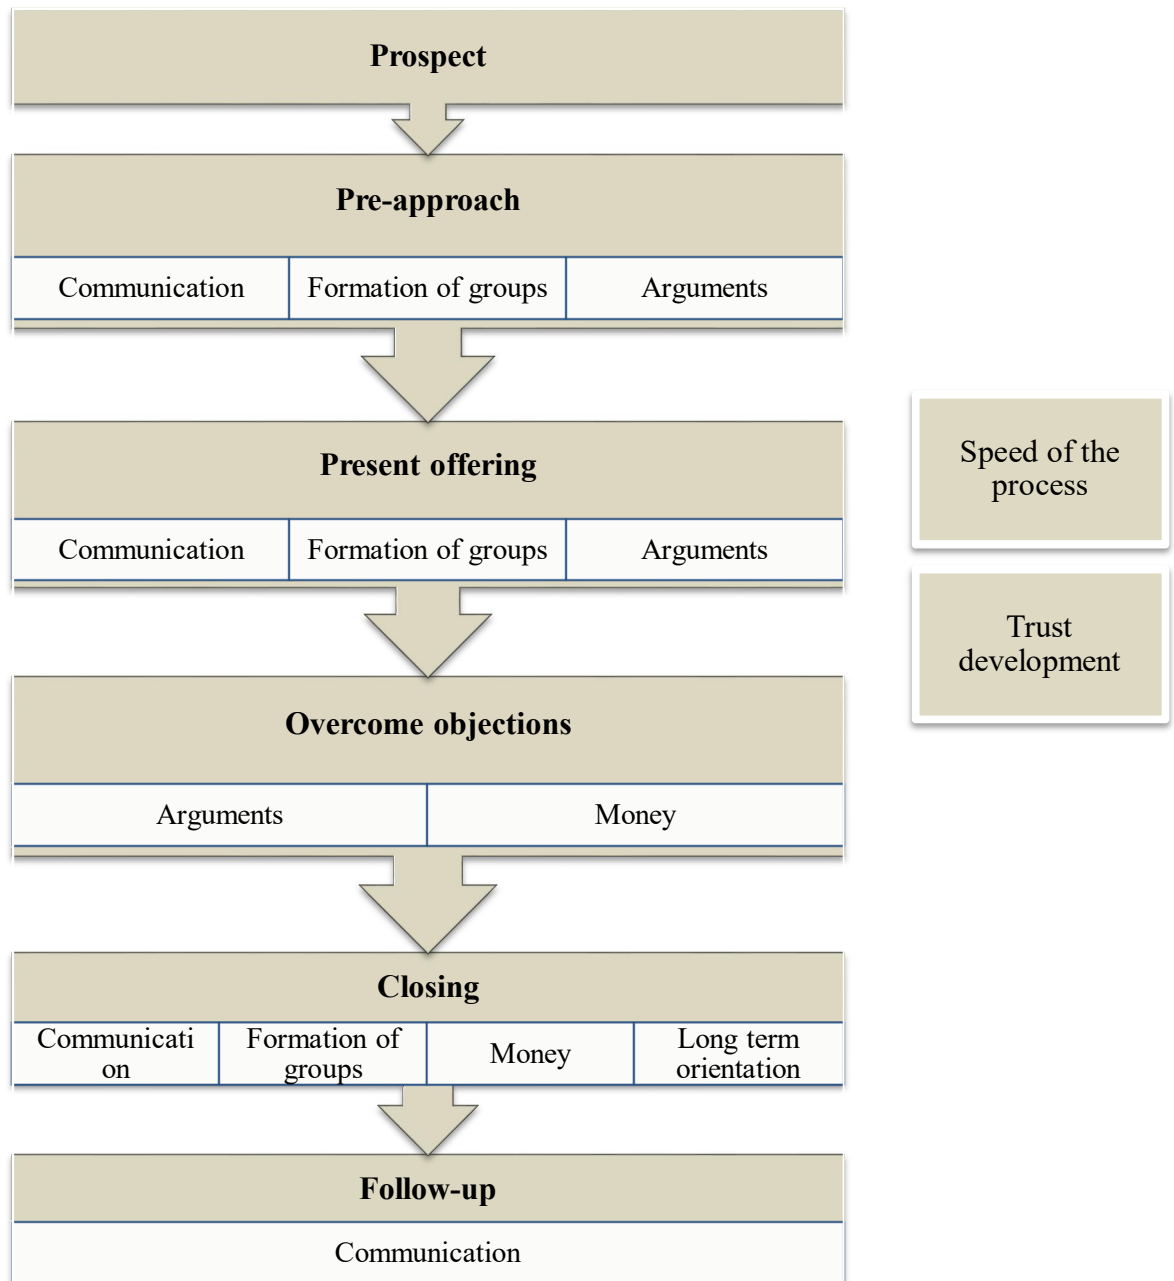 Prospect
Pre-approach
Communication
Formation of groups
Arguments
Present offering
Communication
Formation of groups
Arguments
Overcome objections
Arguments
Money
Closing
Communicati
on
Formation of
groups
Money
Long term
orientation
Follow-up
Communication
Speed of the
process
Trust
development